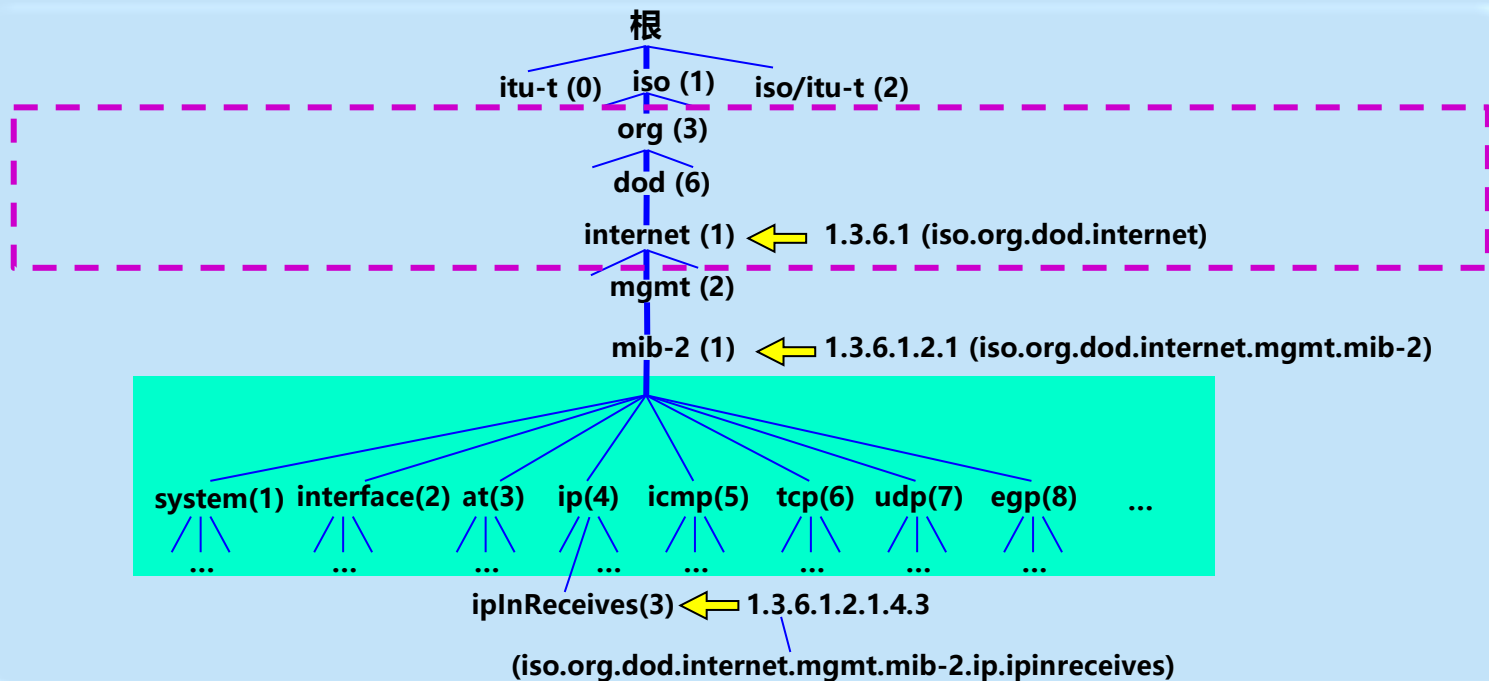 根
itu-t (0) iso (1) iso/itu-t (2)
org (3)
dod (6)
internet (1) 1.3.6.1 (iso.org.dod.internet)
mgmt (2)
mib-2 (1) 1.3.6.1.2.1 (iso.org.dod.internet.mgmt.mib-2)
system(1) interface(2) at(3) ip(4) icmp(5) tcp(6) udp(7) egp(8) ...
... ... ... ... ... ... ... ...
ipInReceives(3) 1.3.6.1.2.1.4.3
(iso.org.dod.internet.mgmt.mib-2.ip.ipinreceives)